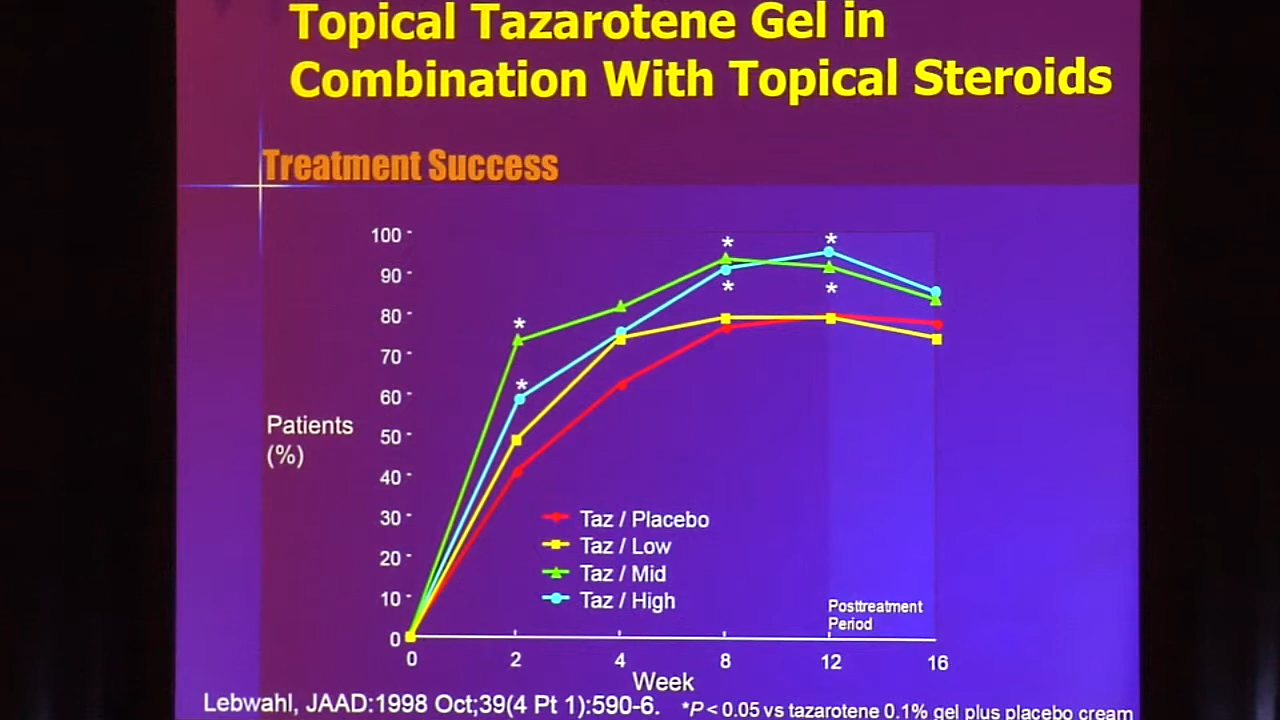 Topical Tazarotene Gel in
Combination With Topical Steroids
Treatment Success
100
90
80
70
60
50
40
30
20
10
0
Patients
(%)
*
*
*
*
*
*
Taz / Placebo
Taz / Low
Taz / Mid
Taz / High
Posttreatment
Period
0 2 4 8 12 16
Week
Lebwahl, JAAD:1998 Oct;39(4 Pt 1):590-6. *P < 0.05 vs tazarotene 0.1% gel plus placebo cream